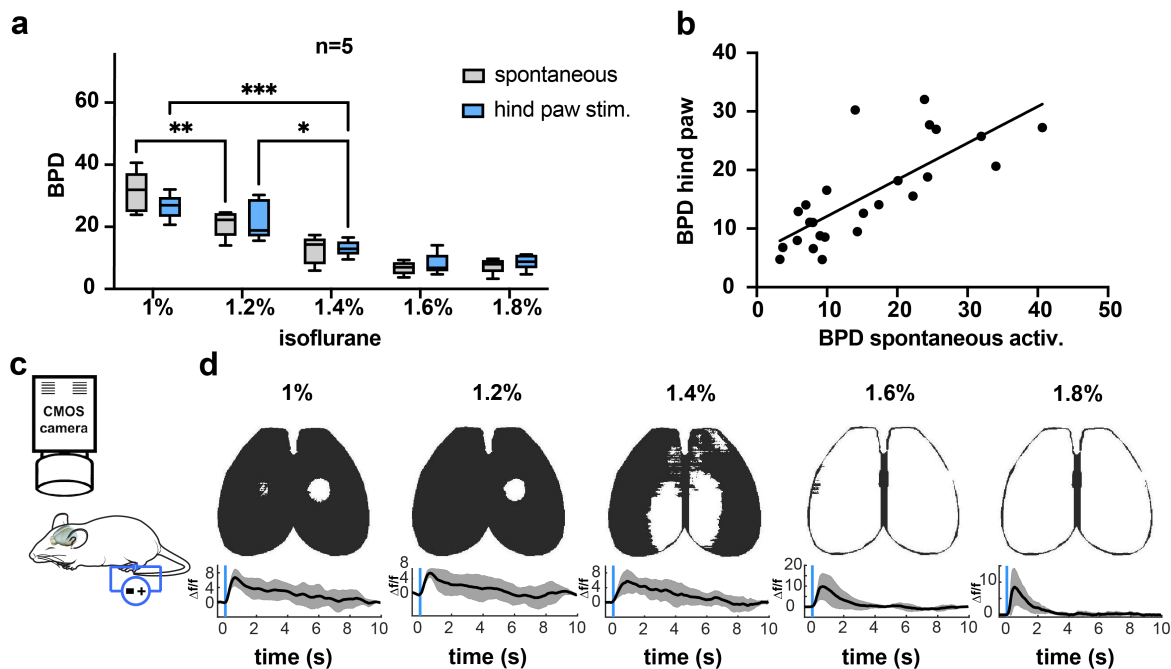 a
n=5
spontaneous
hind paw stim.
***
**
*
BPD
60
40
20
0
1%
1.2%
1.4%
1.6%
1.8%
isoflurane
b
BPD hind paw
40
30
20
10
0
0
10
20
30
40
50
BPD spontaneous activ.
c
CMOS
camera
d
1%
1.2%
1.4%
1.6%
1.8%
Δf/f
8
4
0
0 2 4 6 8 10
time (s)
8
4
0
0 2 4 6 8 10
time (s)
8
4
0
0 2 4 6 8 10
time (s)
20
10
0
0 2 4 6 8 10
time (s)
10
0
0 2 4 6 8 10
time (s)